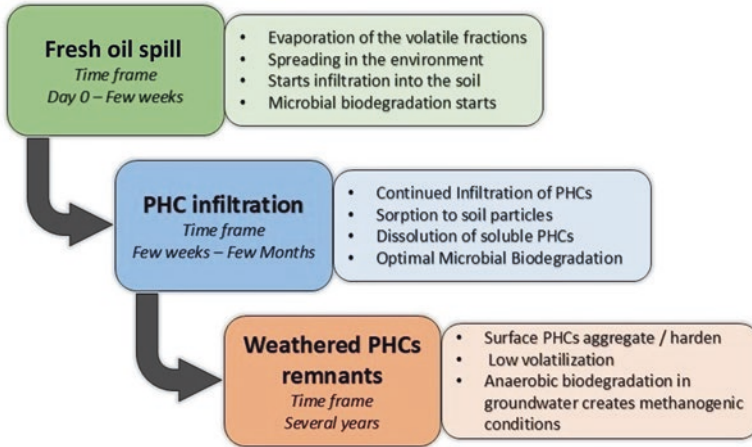 Fresh oil spill
Time frame
Day 0 – Few weeks
• Evaporation of the volatile fractions
• Spreading in the environment
• Starts infiltration into the soil
• Microbial biodegradation starts
PHC infiltration
Time frame
Few weeks – Few Months
• Continued Infiltration of PHCs
• Sorption to soil particles
• Dissolution of soluble PHCs
• Optimal Microbial Biodegradation
Weathered PHCs
remnants
Time frame
Several years
• Surface PHCs aggregate / harden
• Low volatilization
• Anaerobic biodegradation in
groundwater creates methanogenic
conditions